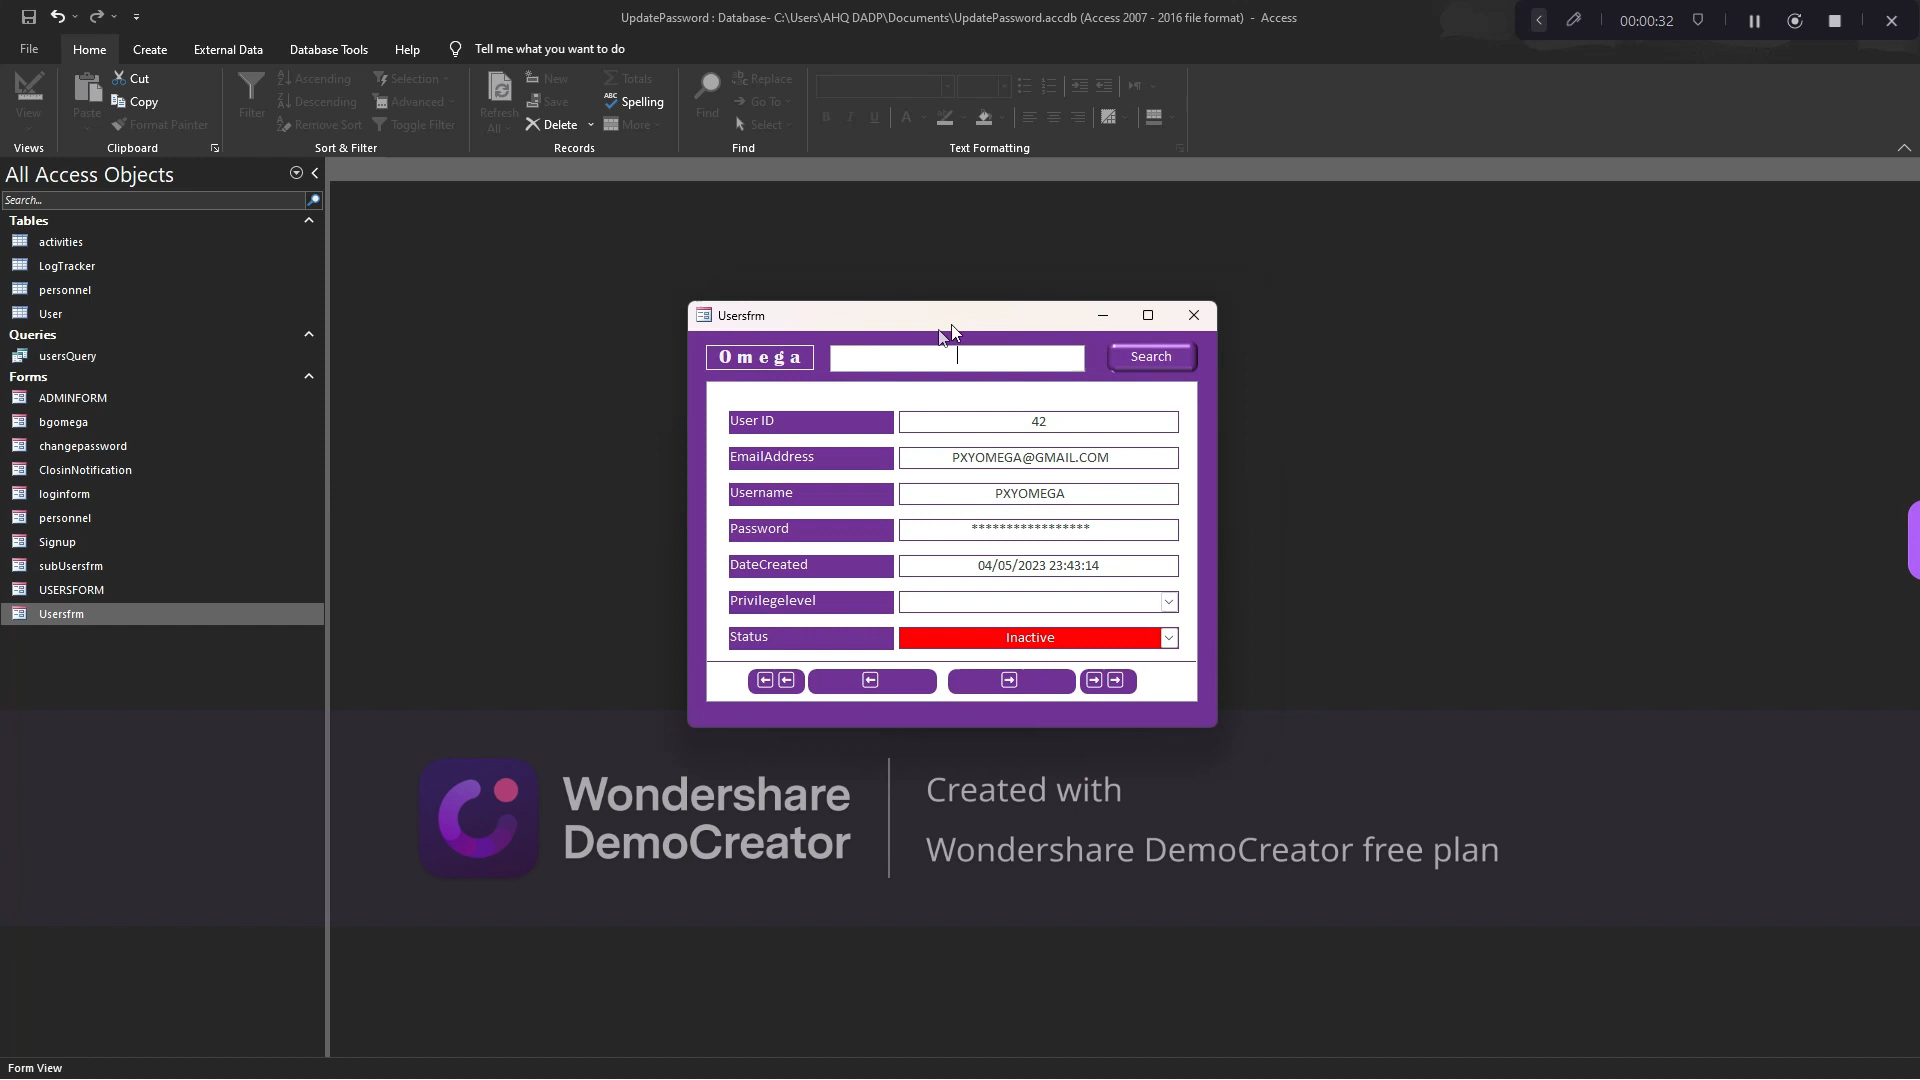 UpdatePassword : Database- C:\Users\AHQ DADP\Documents\UpdatePassword.accdb (Access 2007 - 2016 file format) - Access
00:00:32
File Home Create External Data Database Tools Help Tell me what you want to do
View
Views
Paste
Cut
Copy
Format Painter
Clipboard
Filter
Ascending
Descending
Remove Sort
Selection
Advanced
Toggle Filter
Sort & Filter
Refresh
All
New
Save
Delete
Totals
Spelling
More
Records
Find
Replace
Go To
Select
Find
B I U A
Text Formatting
All Access Objects
Search...
Tables
activities
LogTracker
personnel
User
Queries
usersQuery
Forms
ADMINFORM
bgomega
changepassword
ClosinNotification
loginform
personnel
Signup
subUsersfrm
USERSFORM
Usersfrm
Usersfrm
Omega
Search
User ID 42
EmailAddress PXYOMEGA@GMAIL.COM
Username PXYOMEGA
Password *****************
DateCreated 04/05/2023 23:43:14
Privilegelevel
Status Inactive
Wondershare
DemoCreator
Created with
Wondershare DemoCreator free plan
Form View